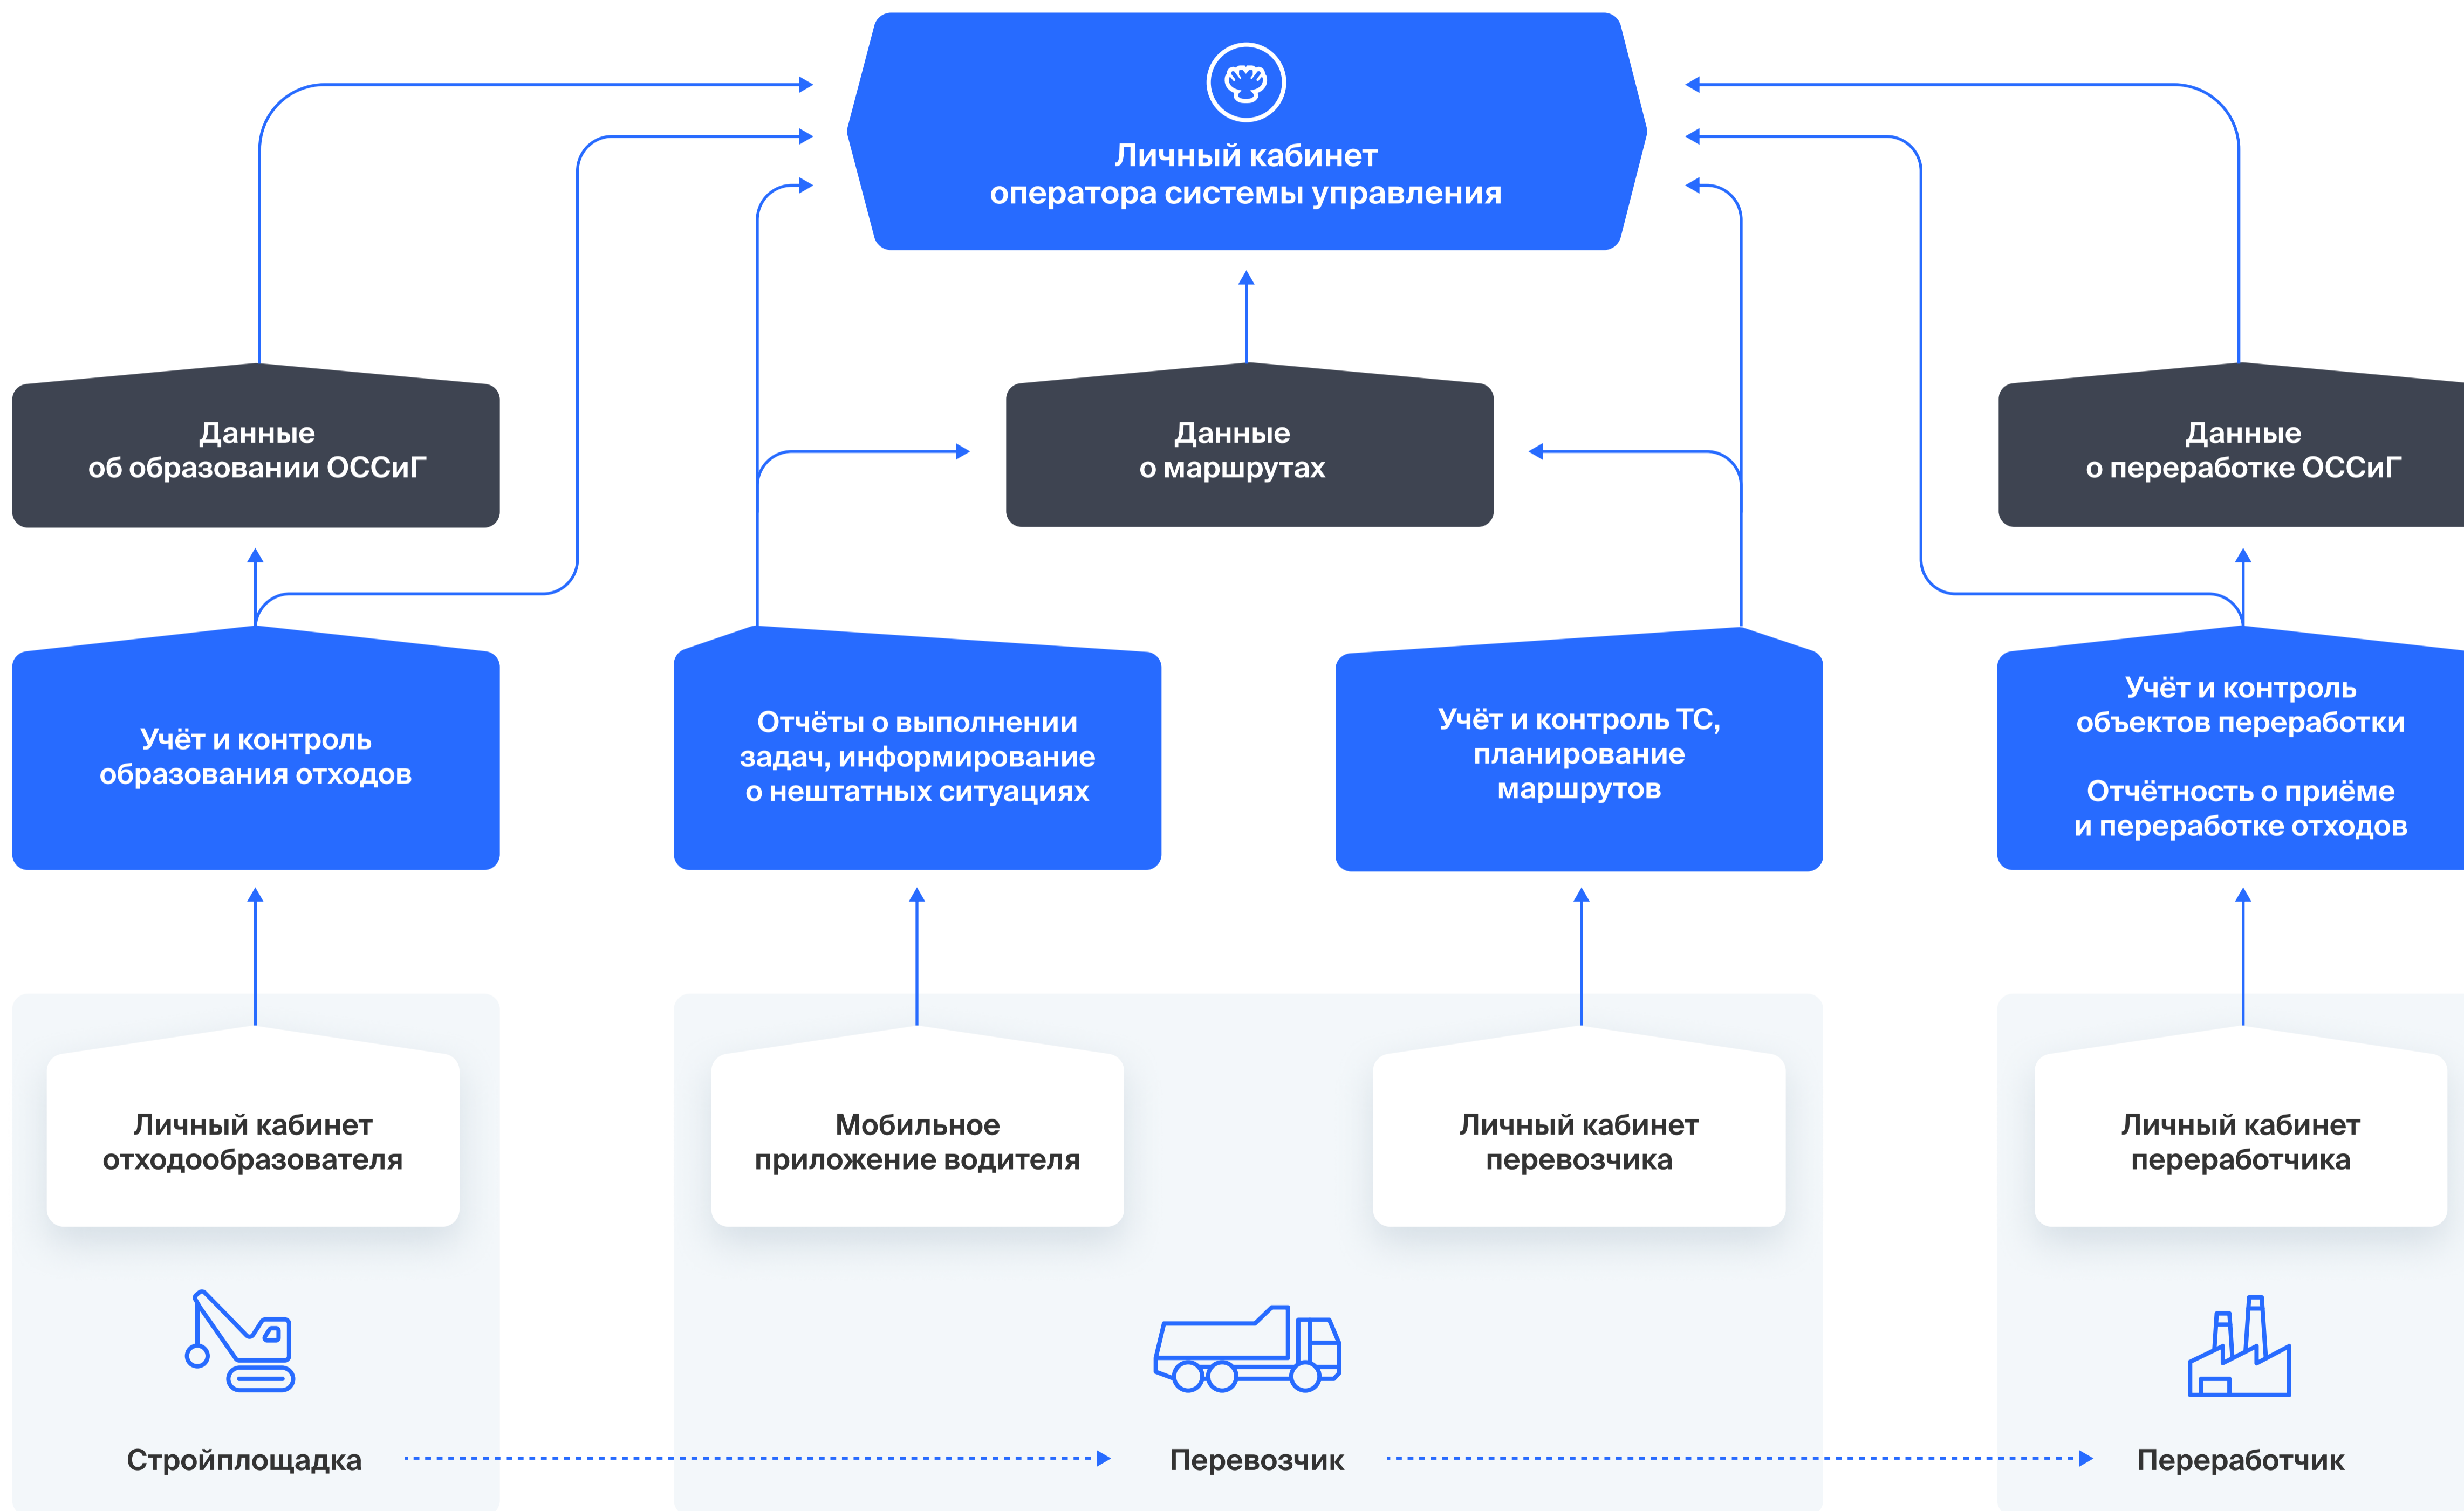 Личный кабинет
оператора системы управления
Данные
об образовании ОССиГ
Данные
о маршрутах
Данные
о переработке ОССиГ
Учёт и контроль
образования отходов
Отчёты о выполнении
задач, информирование
о нештатных ситуациях
Учёт и контроль ТС,
планирование
маршрутов
Учёт и контроль
объектов переработки
Отчётность о приёме
и переработке отходов
Личный кабинет
отходообразователя
Мобильное
приложение водителя
Личный кабинет
перевозчика
Личный кабинет
переработчика
Стройплощадка
Перевозчик
Переработчик